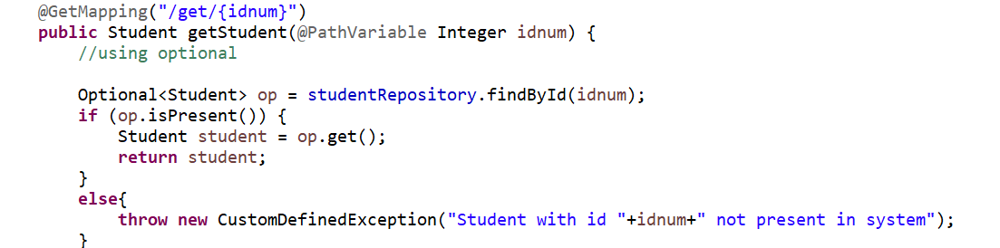 @GetMapping("/get/{idnum}")
public Student getStudent(@PathVariable Integer idnum) {
//using optional
Optional<Student> op = studentRepository.findById(idnum);
if (op.isPresent()) {
Student student = op.get();
return student;
}
else{
throw new CustomDefinedException("Student with id "+idnum+" not present in system");
}